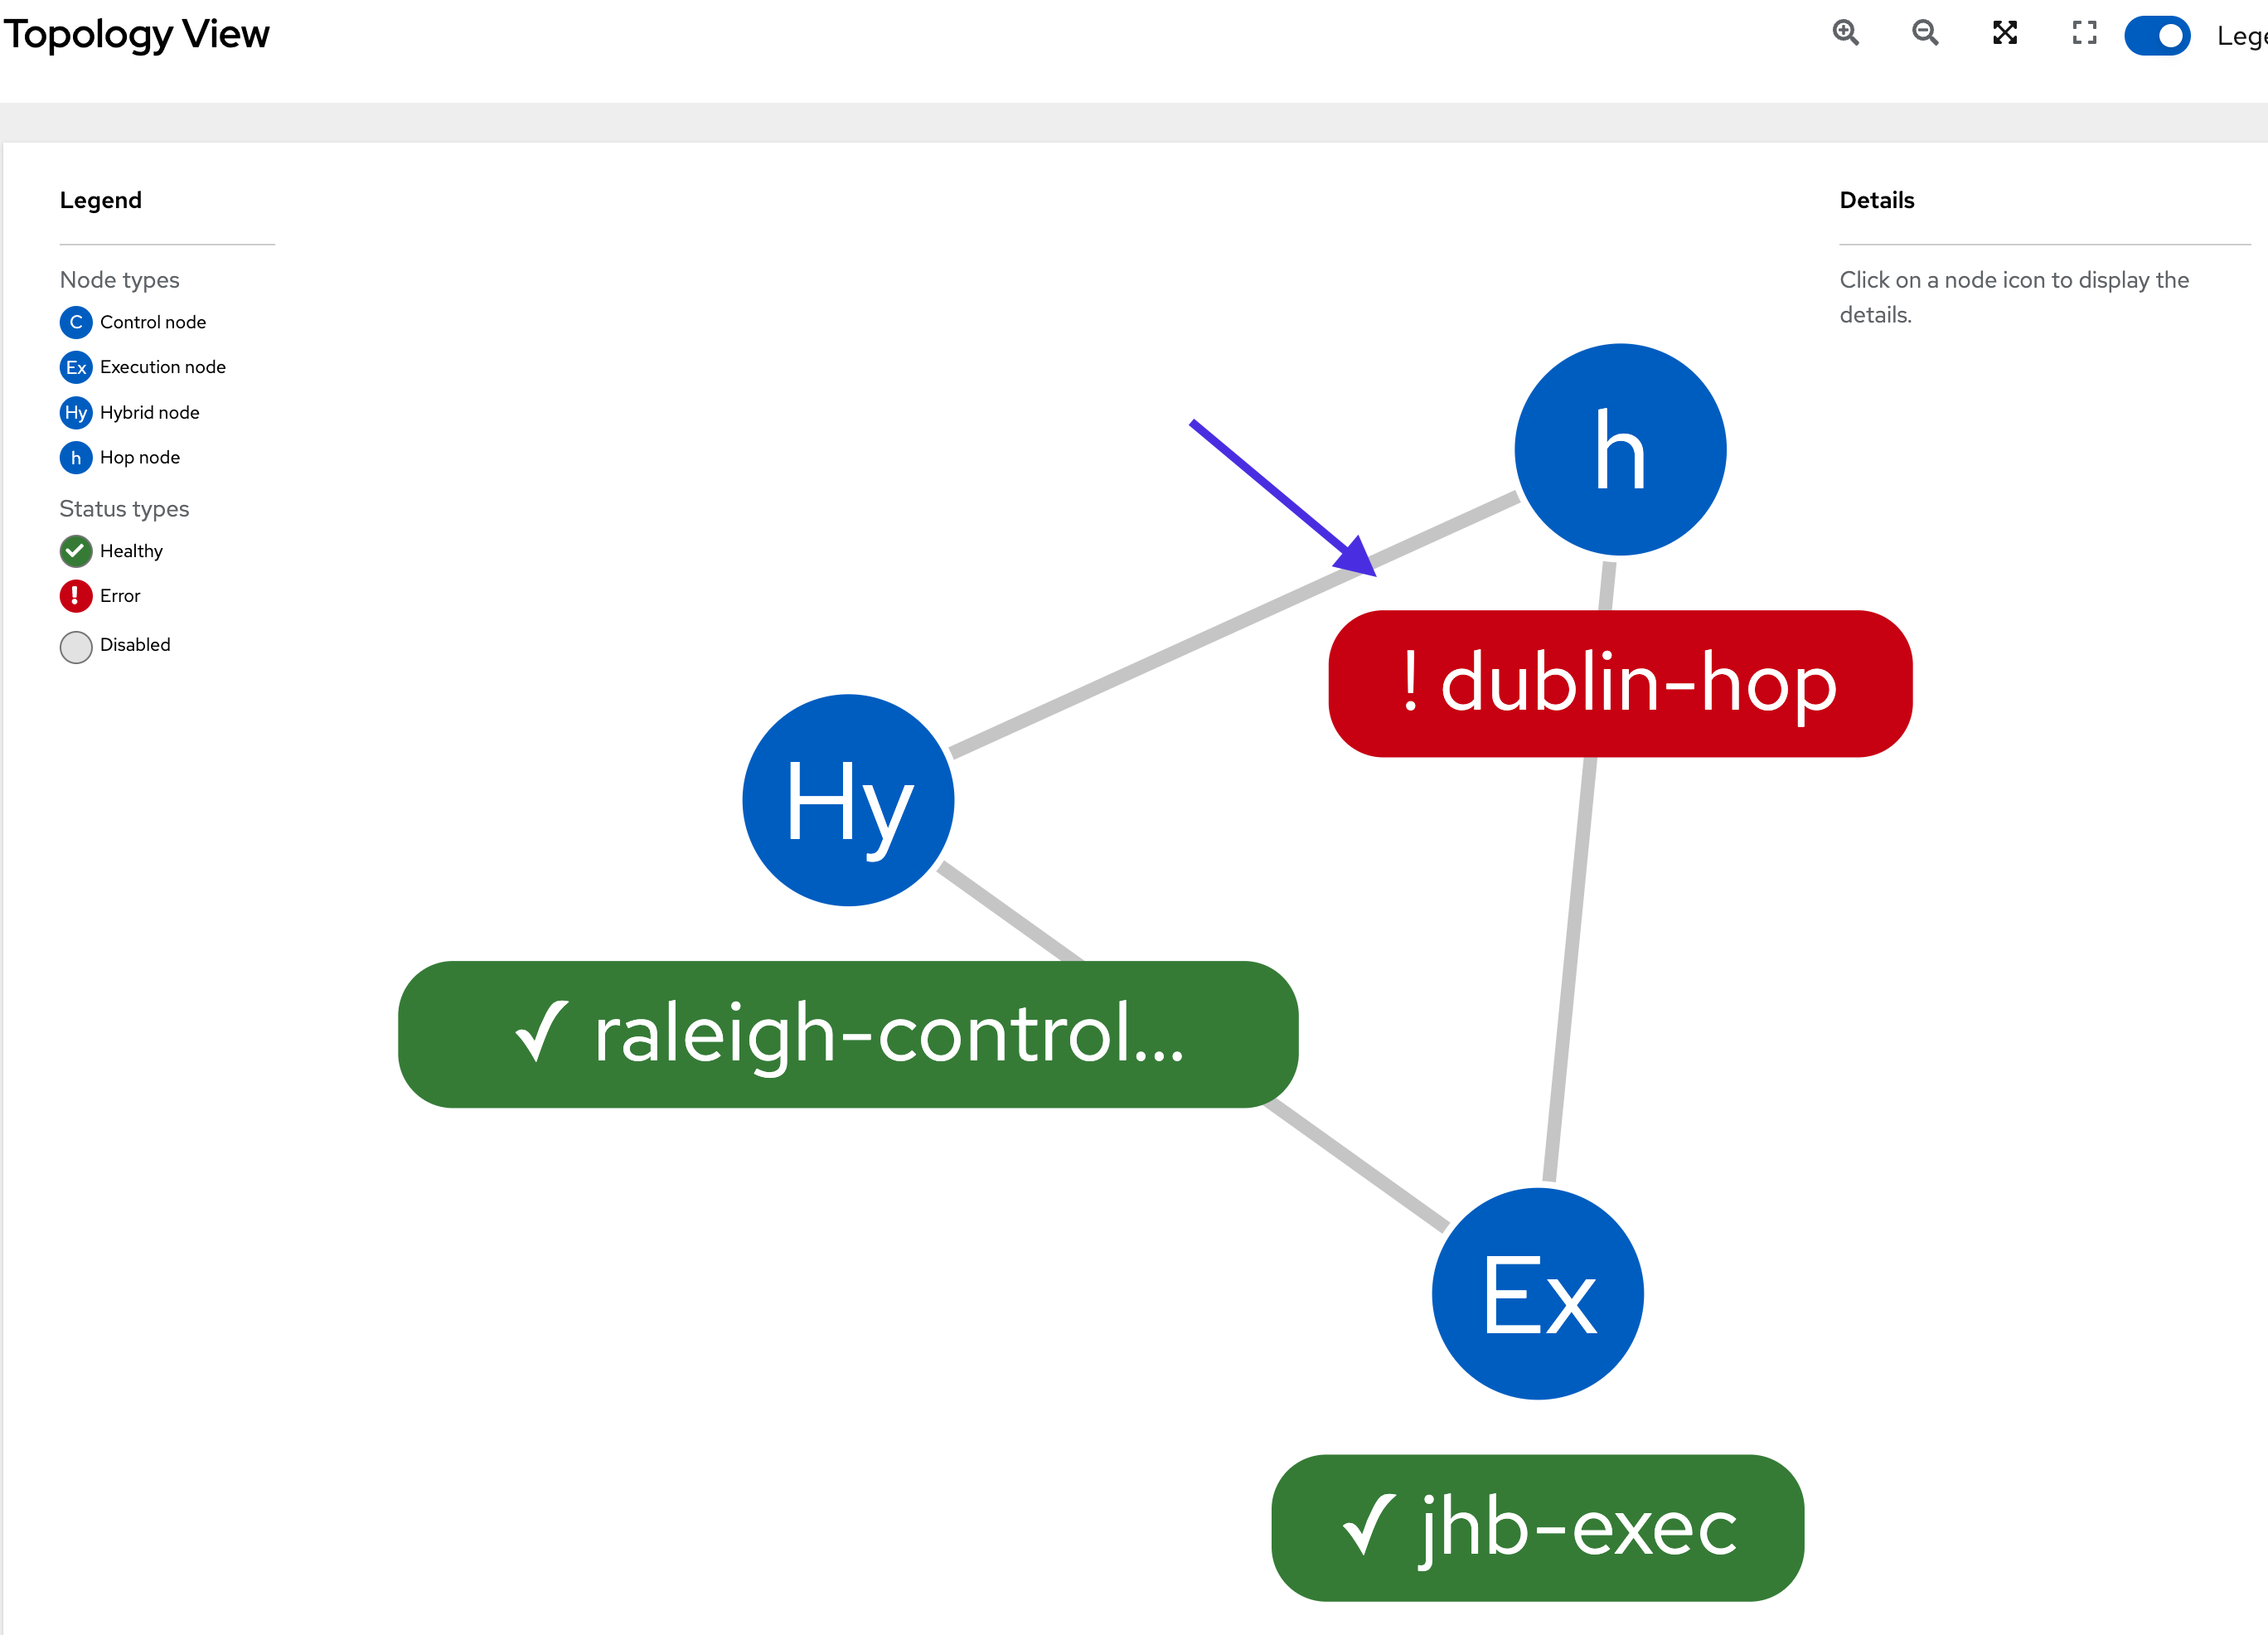 Topology View
Lege
Legend
Node types
C Control node
Ex Execution node
Hy Hybrid node
h Hop node
Status types
Healthy
! Error
Disabled
Details
Click on a node icon to display the
details.
h
! dublin-hop
Hy
✓ raleigh-control...
Ex
✓ jhb-exec